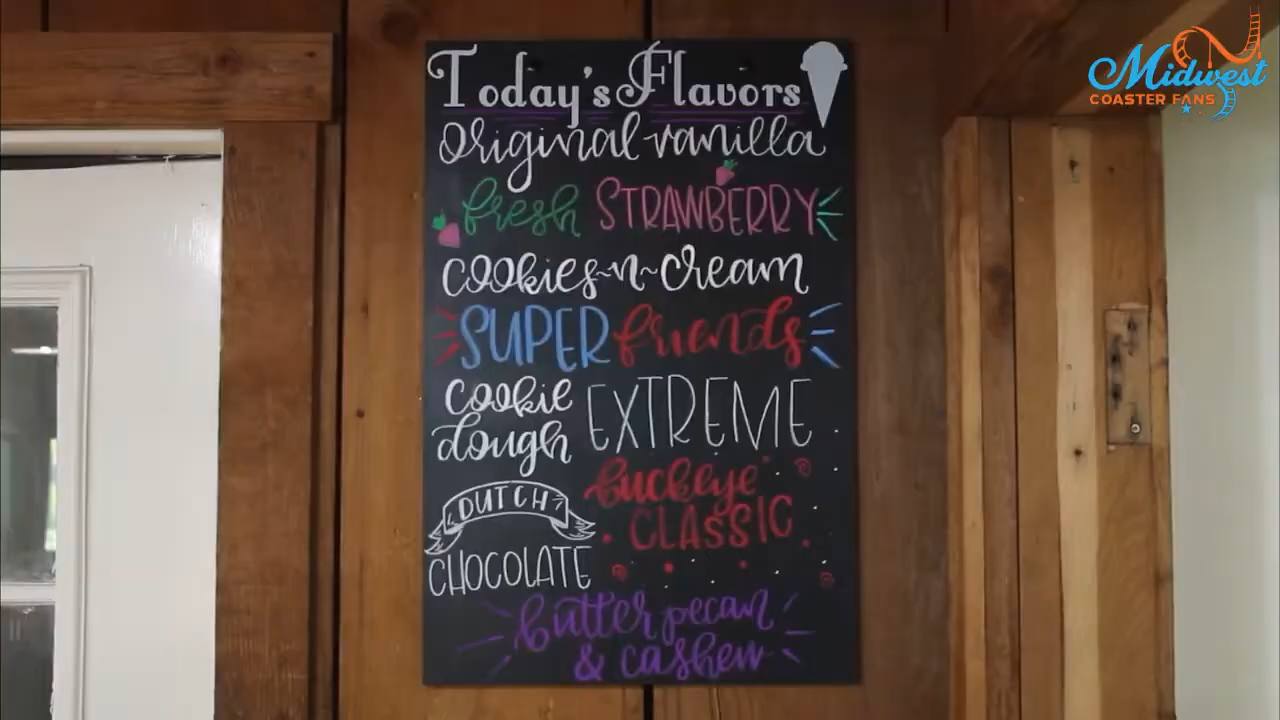 Today's Flavors
original vanilla
fresh STRAWBERRY
cookies~n~cream
SUPER friends
cookie dough EXTREME
DUTCH CHOCOLATE
buckeye CLASSIC
butter pecan
& cashew
Midwest
COASTER FANS